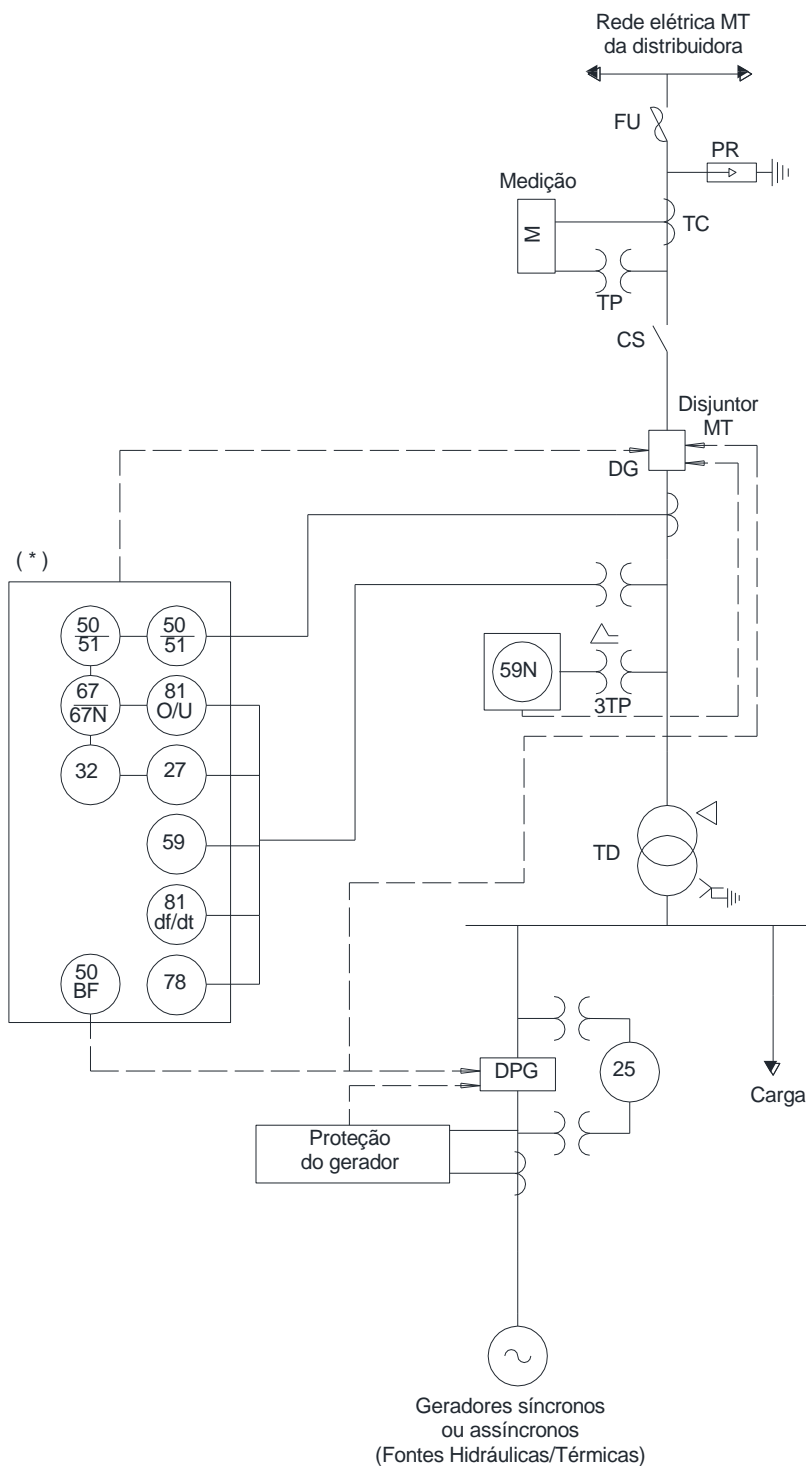 Rede elétrica MT
da distribuidora
FU
PR
Medição
M
TC
TP
CS
Disjuntor
MT
DG
( * )
50
51
50
51
67
67N
81
O/U
59N
3TP
32
27
59
TD
81
df/dt
50
BF
78
DPG
25
Carga
Proteção
do gerador
Geradores síncronos
ou assíncronos
(Fontes Hidráulicas/Térmicas)